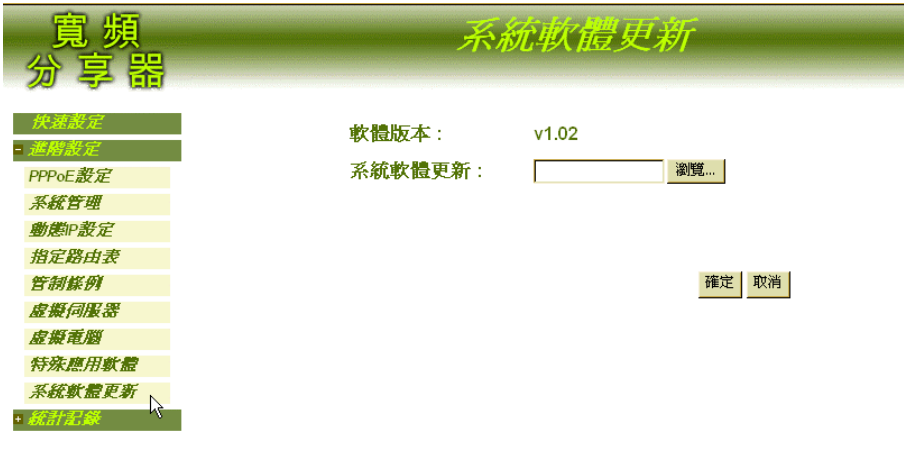 寬頻
分享器
系統軟體更新
快速設定
進階設定
PPPoE設定
系統管理
動態IP設定
指定路由表
管制條例
虛擬伺服器
虛擬電腦
特殊應用軟體
系統軟體更新
統計記錄
軟體版本： v1.02
系統軟體更新： 瀏覽...
確定 取消